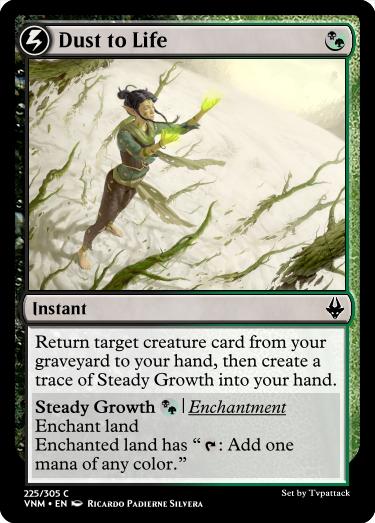 Dust to Life
Instant
Return target creature card from your
graveyard to your hand, then create a
trace of Steady Growth into your hand.
Steady Growth | Enchantment
Enchant land
Enchanted land has “ : Add one
mana of any color.”
225/305 C
Set by Tvpattack
VNM • EN Ricardo Padierne Silvera